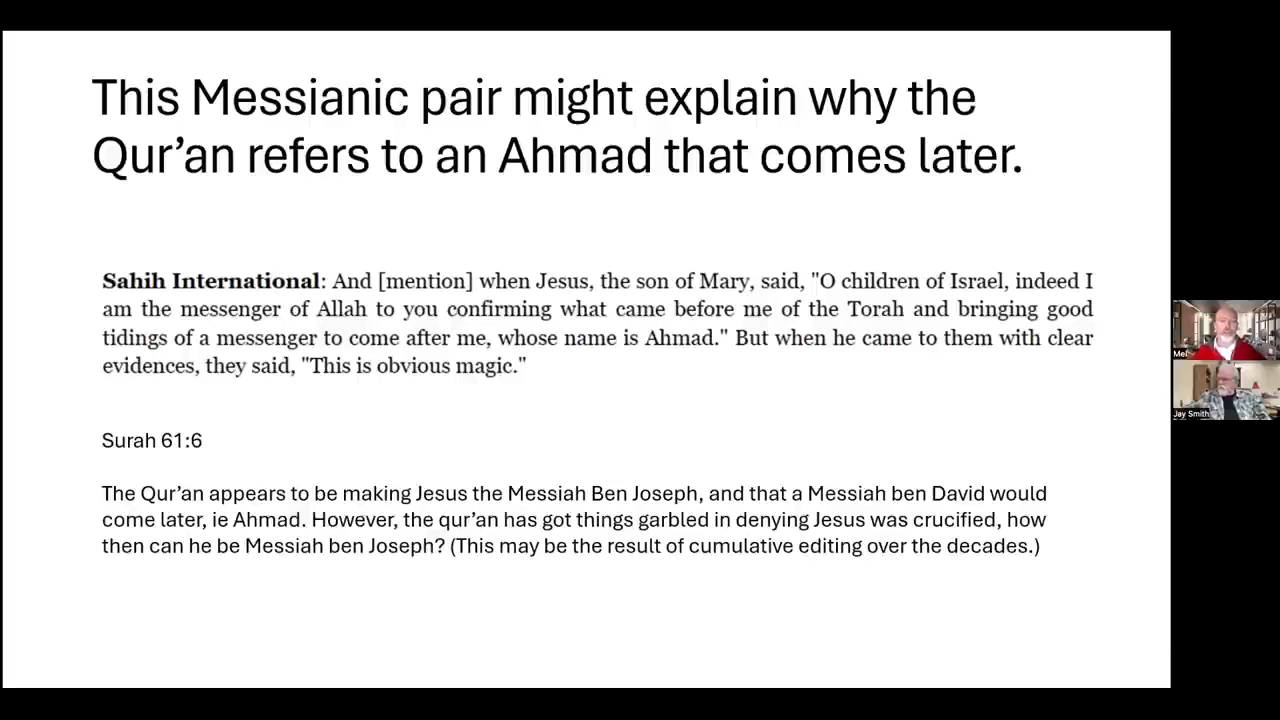 This Messianic pair might explain why the
Qur’an refers to an Ahmad that comes later.
Sahih International: And [mention] when Jesus, the son of Mary, said, "O children of Israel, indeed I
am the messenger of Allah to you confirming what came before me of the Torah and bringing good
tidings of a messenger to come after me, whose name is Ahmad." But when he came to them with clear
evidences, they said, "This is obvious magic."
Surah 61:6
The Qur’an appears to be making Jesus the Messiah Ben Joseph, and that a Messiah ben David would
come later, ie Ahmad. However, the qur’an has got things garbled in denying Jesus was crucified, how
then can he be Messiah ben Joseph? (This may be the result of cumulative editing over the decades.)
Mel
Jay Smith